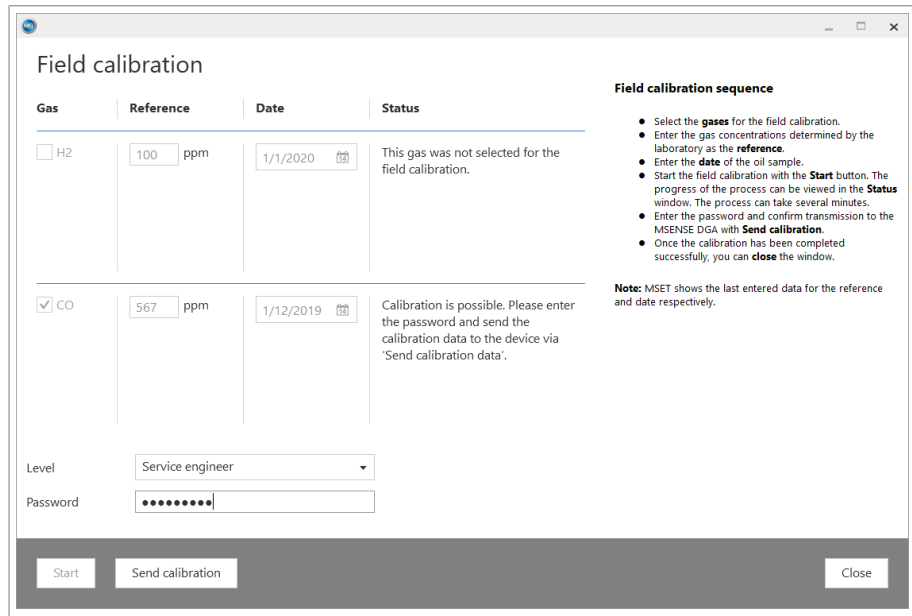 MSET
Field calibration
Gas
Reference
Date
Status
H2
100
ppm
1/1/2020
14
This gas was not selected for the
field calibration.
CO
567
ppm
1/12/2019
14
Calibration is possible. Please enter
the password and send the
calibration data to the device via
'Send calibration data'.
Level
Service engineer
Password
Start
Send calibration
Close
Field calibration sequence
● Select the gases for the field calibration.
● Enter the gas concentrations determined by the
laboratory as the reference.
● Enter the date of the oil sample.
● Start the field calibration with the Start button. The
progress of the process can be viewed in the Status
window. The process can take several minutes.
● Enter the password and confirm transmission to the
MSENSE DGA with Send calibration.
● Once the calibration has been completed
successfully, you can close the window.
Note: MSET shows the last entered data for the reference
and date respectively.